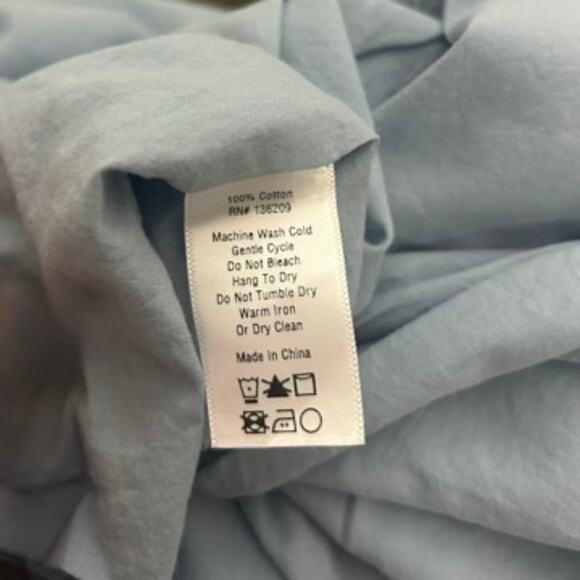 100% Cotton
RN# 136209
Machine Wash Cold
Gentle Cycle
Do Not Bleach
Hang To Dry
Do Not Tumble Dry
Warm Iron
Or Dry Clean
Made In China